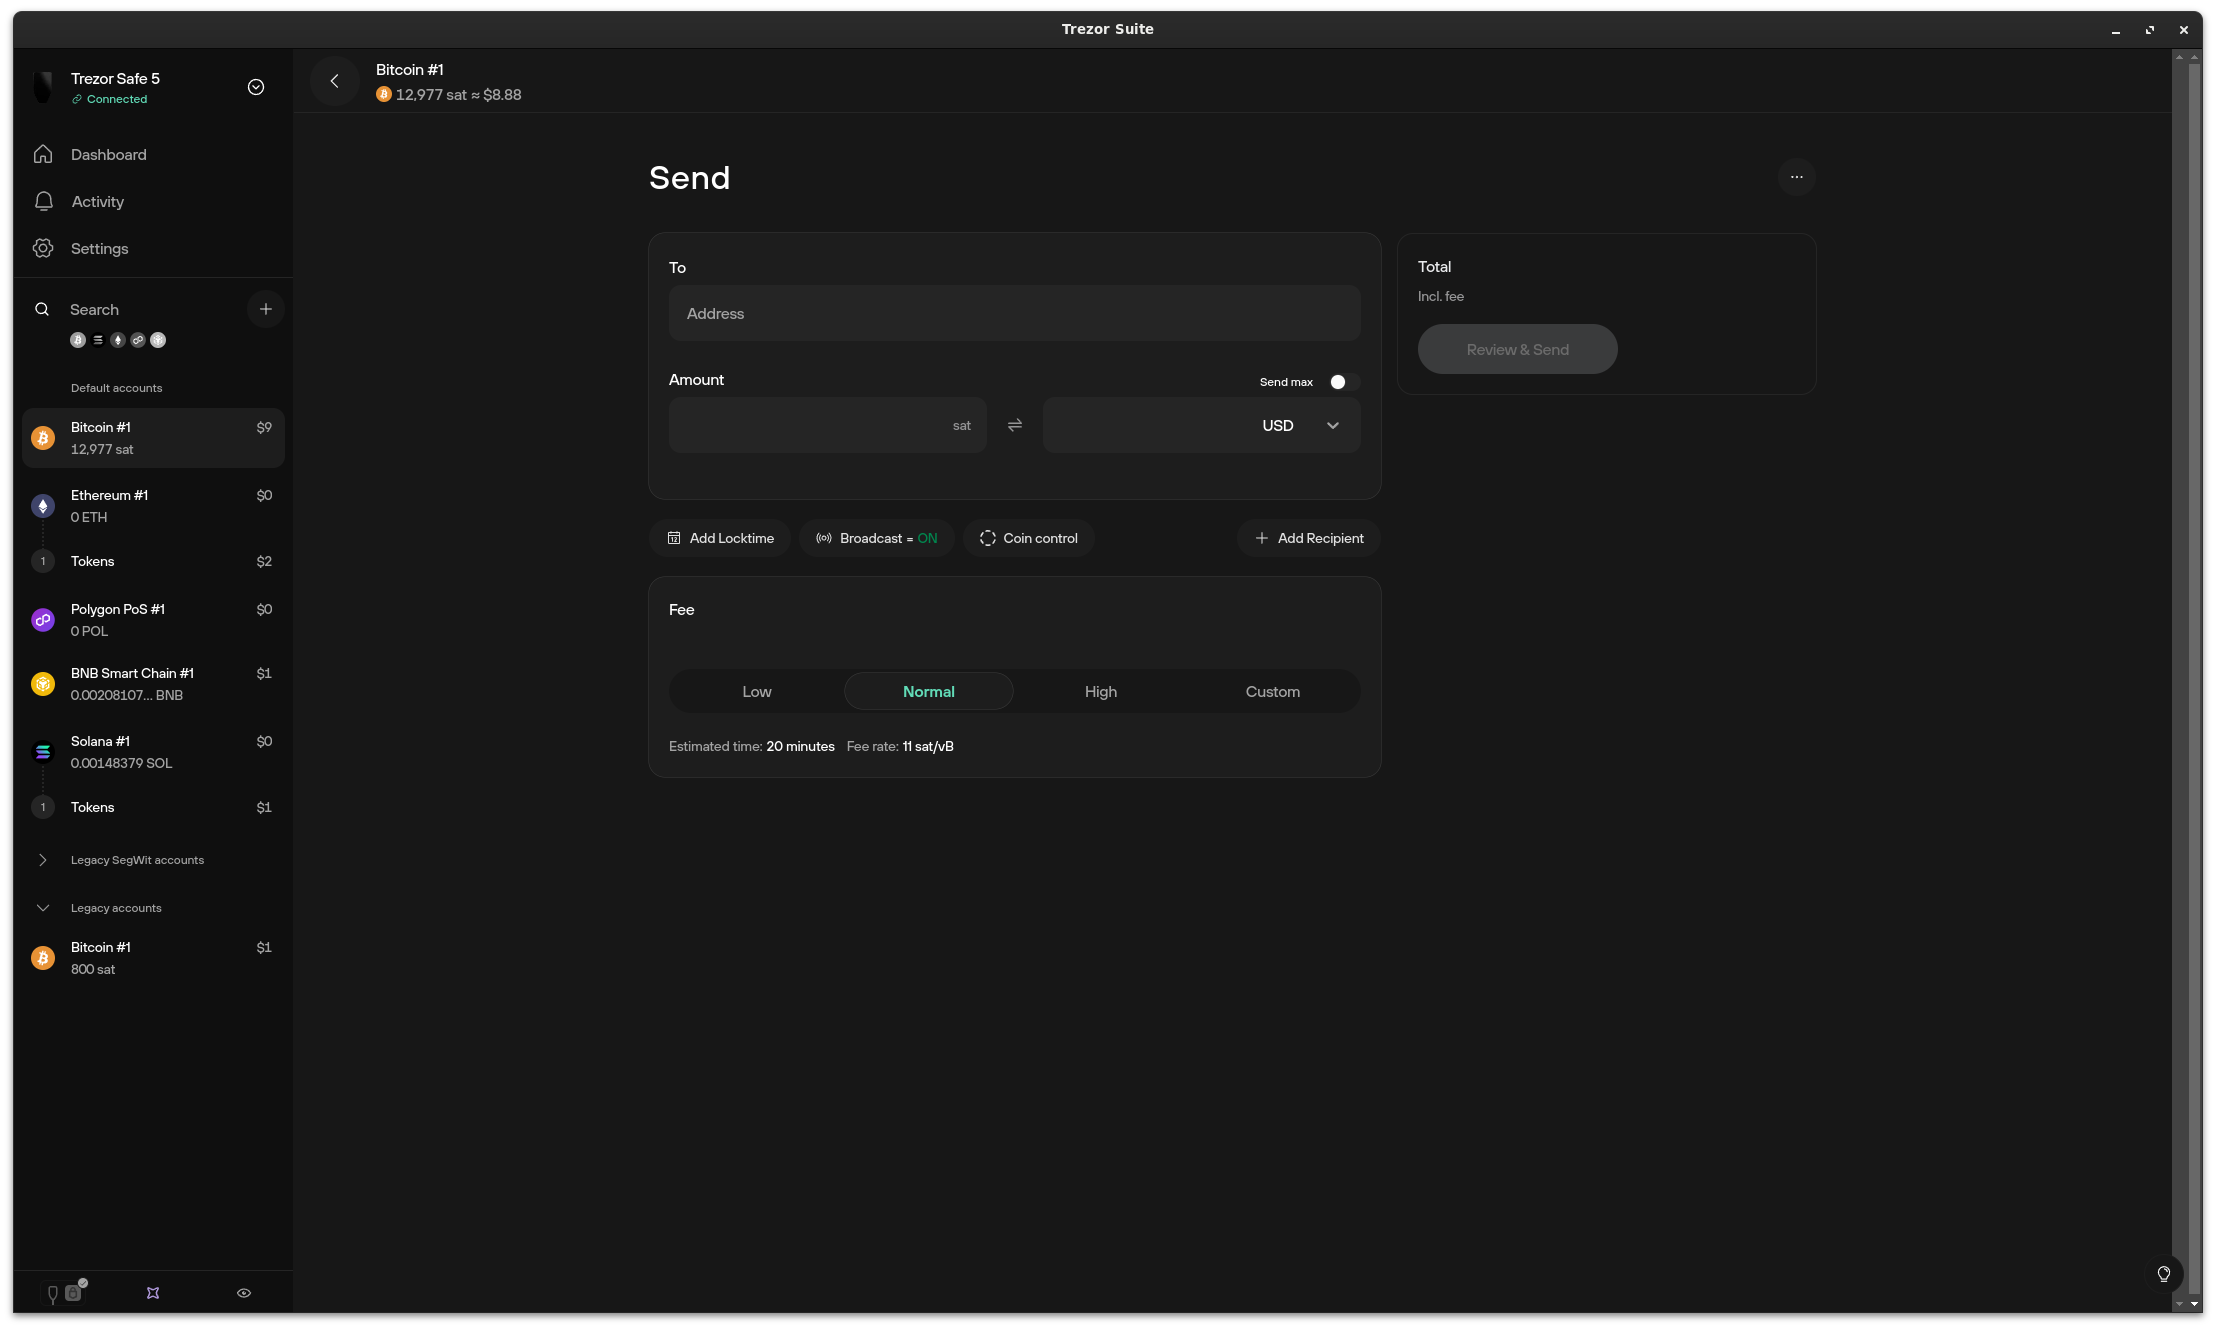 Trezor Suite
Trezor Safe 5
Connected
Dashboard
Activity
Settings
Search
Default accounts
Bitcoin #1 $9
12,977 sat
Ethereum #1 $0
0 ETH
1 Tokens $2
Polygon PoS #1 $0
0 POL
BNB Smart Chain #1 $1
0.00208107... BNB
Solana #1 $0
0.00148379 SOL
1 Tokens $1
Legacy SegWit accounts
Legacy accounts
Bitcoin #1 $1
800 sat
Bitcoin #1
12,977 sat ≈ $8.88
Send
To
Address
Amount Send max
sat USD
Add Locktime Broadcast = ON Coin control Add Recipient
Fee
Low Normal High Custom
Estimated time: 20 minutes Fee rate: 11 sat/vB
Total
Incl. fee
Review & Send